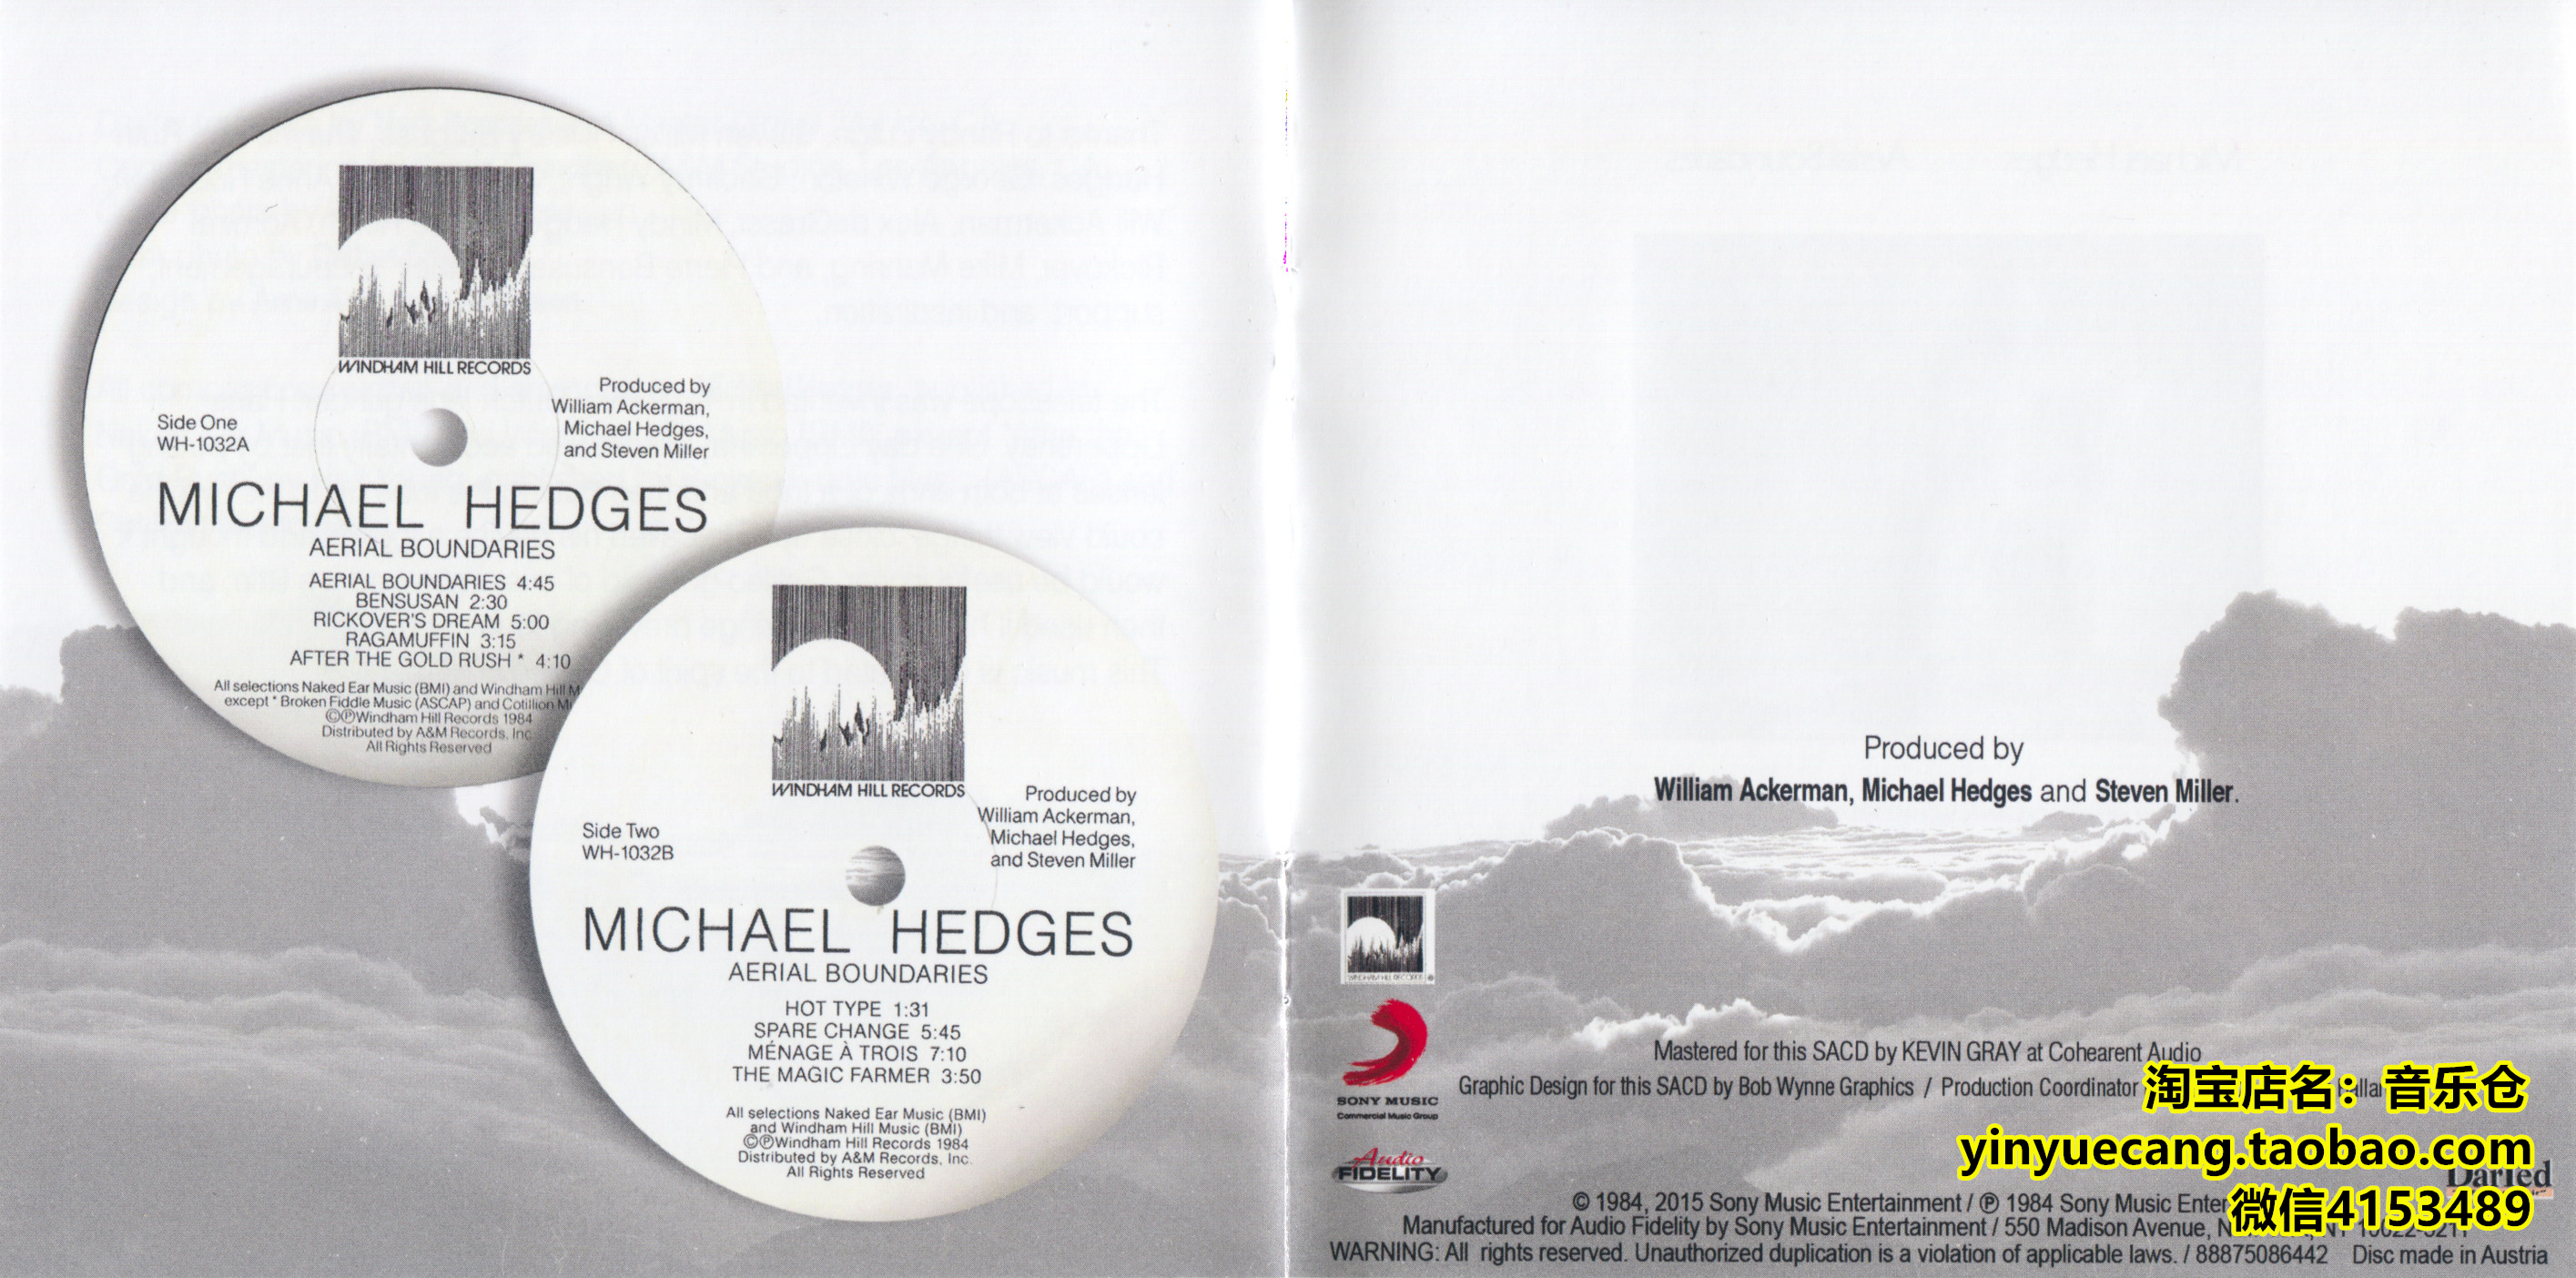 WINDHAM HILL RECORDS
Produced by
William Ackerman,
Michael Hedges,
and Steven Miller
Side One
WH-1032A
MICHAEL HEDGES
AERIAL BOUNDARIES
AERIAL BOUNDARIES 4:45
BENSUSAN 2:30
RICKOVER'S DREAM 5:00
RAGAMUFFIN 3:15
AFTER THE GOLD RUSH * 4:10
All selections Naked Ear Music (BMI) and Windham Hill M
except * Broken Fiddle Music (ASCAP) and Cotillion Mu
©℗Windham Hill Records 1984
Distributed by A&M Records, Inc
All Rights Reserved
WINDHAM HILL RECORDS
Produced by
William Ackerman,
Michael Hedges,
and Steven Miller
Side Two
WH-1032B
MICHAEL HEDGES
AERIAL BOUNDARIES
HOT TYPE 1:31
SPARE CHANGE 5:45
MÉNAGE À TROIS 7:10
THE MAGIC FARMER 3:50
All selections Naked Ear Music (BMI)
and Windham Hill Music (BMI)
©℗Windham Hill Records 1984
Distributed by A&M Records, Inc.
All Rights Reserved
Produced by
William Ackerman, Michael Hedges and Steven Miller.
WINDHAM HILL RECORDS ®
SONY MUSIC
Commercial Music Group
Audio
FIDELITY
Mastered for this SACD by KEVIN GRAY at Cohearent Audio
Graphic Design for this SACD by Bob Wynne Graphics / Production Coordinator
淘宝店名：音乐仓
yinyuecang.taobao.com
微信4153489
© 1984, 2015 Sony Music Entertainment / ℗ 1984 Sony Music Enter
Manufactured for Audio Fidelity by Sony Music Entertainment / 550 Madison Avenue, N
WARNING: All rights reserved. Unauthorized duplication is a violation of applicable laws. / 88875086442 Disc made in Austria